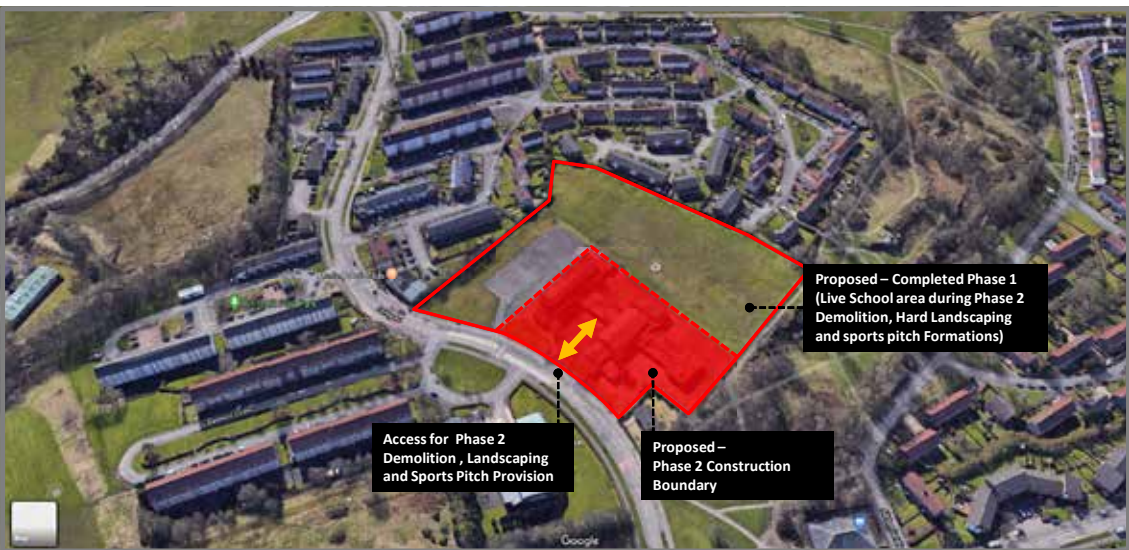 Proposed – Completed Phase 1
(Live School area during Phase 2
Demolition, Hard Landscaping
and sports pitch Formations)
Access for Phase 2
Demolition , Landscaping
and Sports Pitch Provision
Proposed –
Phase 2 Construction
Boundary
Google